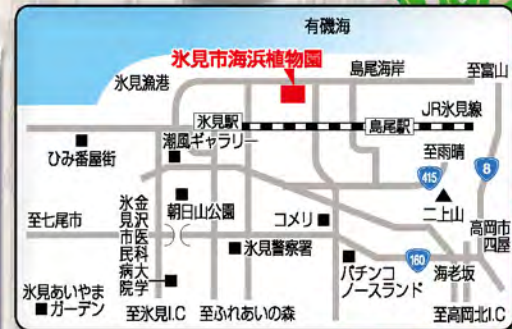 有磯海
氷見市海浜植物園
島尾海岸
至富山
氷見漁港
氷見駅
島尾駅
JR氷見線
潮風ギャラリー
ひみ番屋街
至雨晴
8
415
二上山
朝日山公園
コメリ
高岡市四屋
至七尾市
金沢医科大学
氷見市民病院
氷見警察署
160
海老坂
パチンコ
ノースランド
氷見あいやま
ガーデン
至氷見I.C
至ふれあいの森
至高岡北I.C